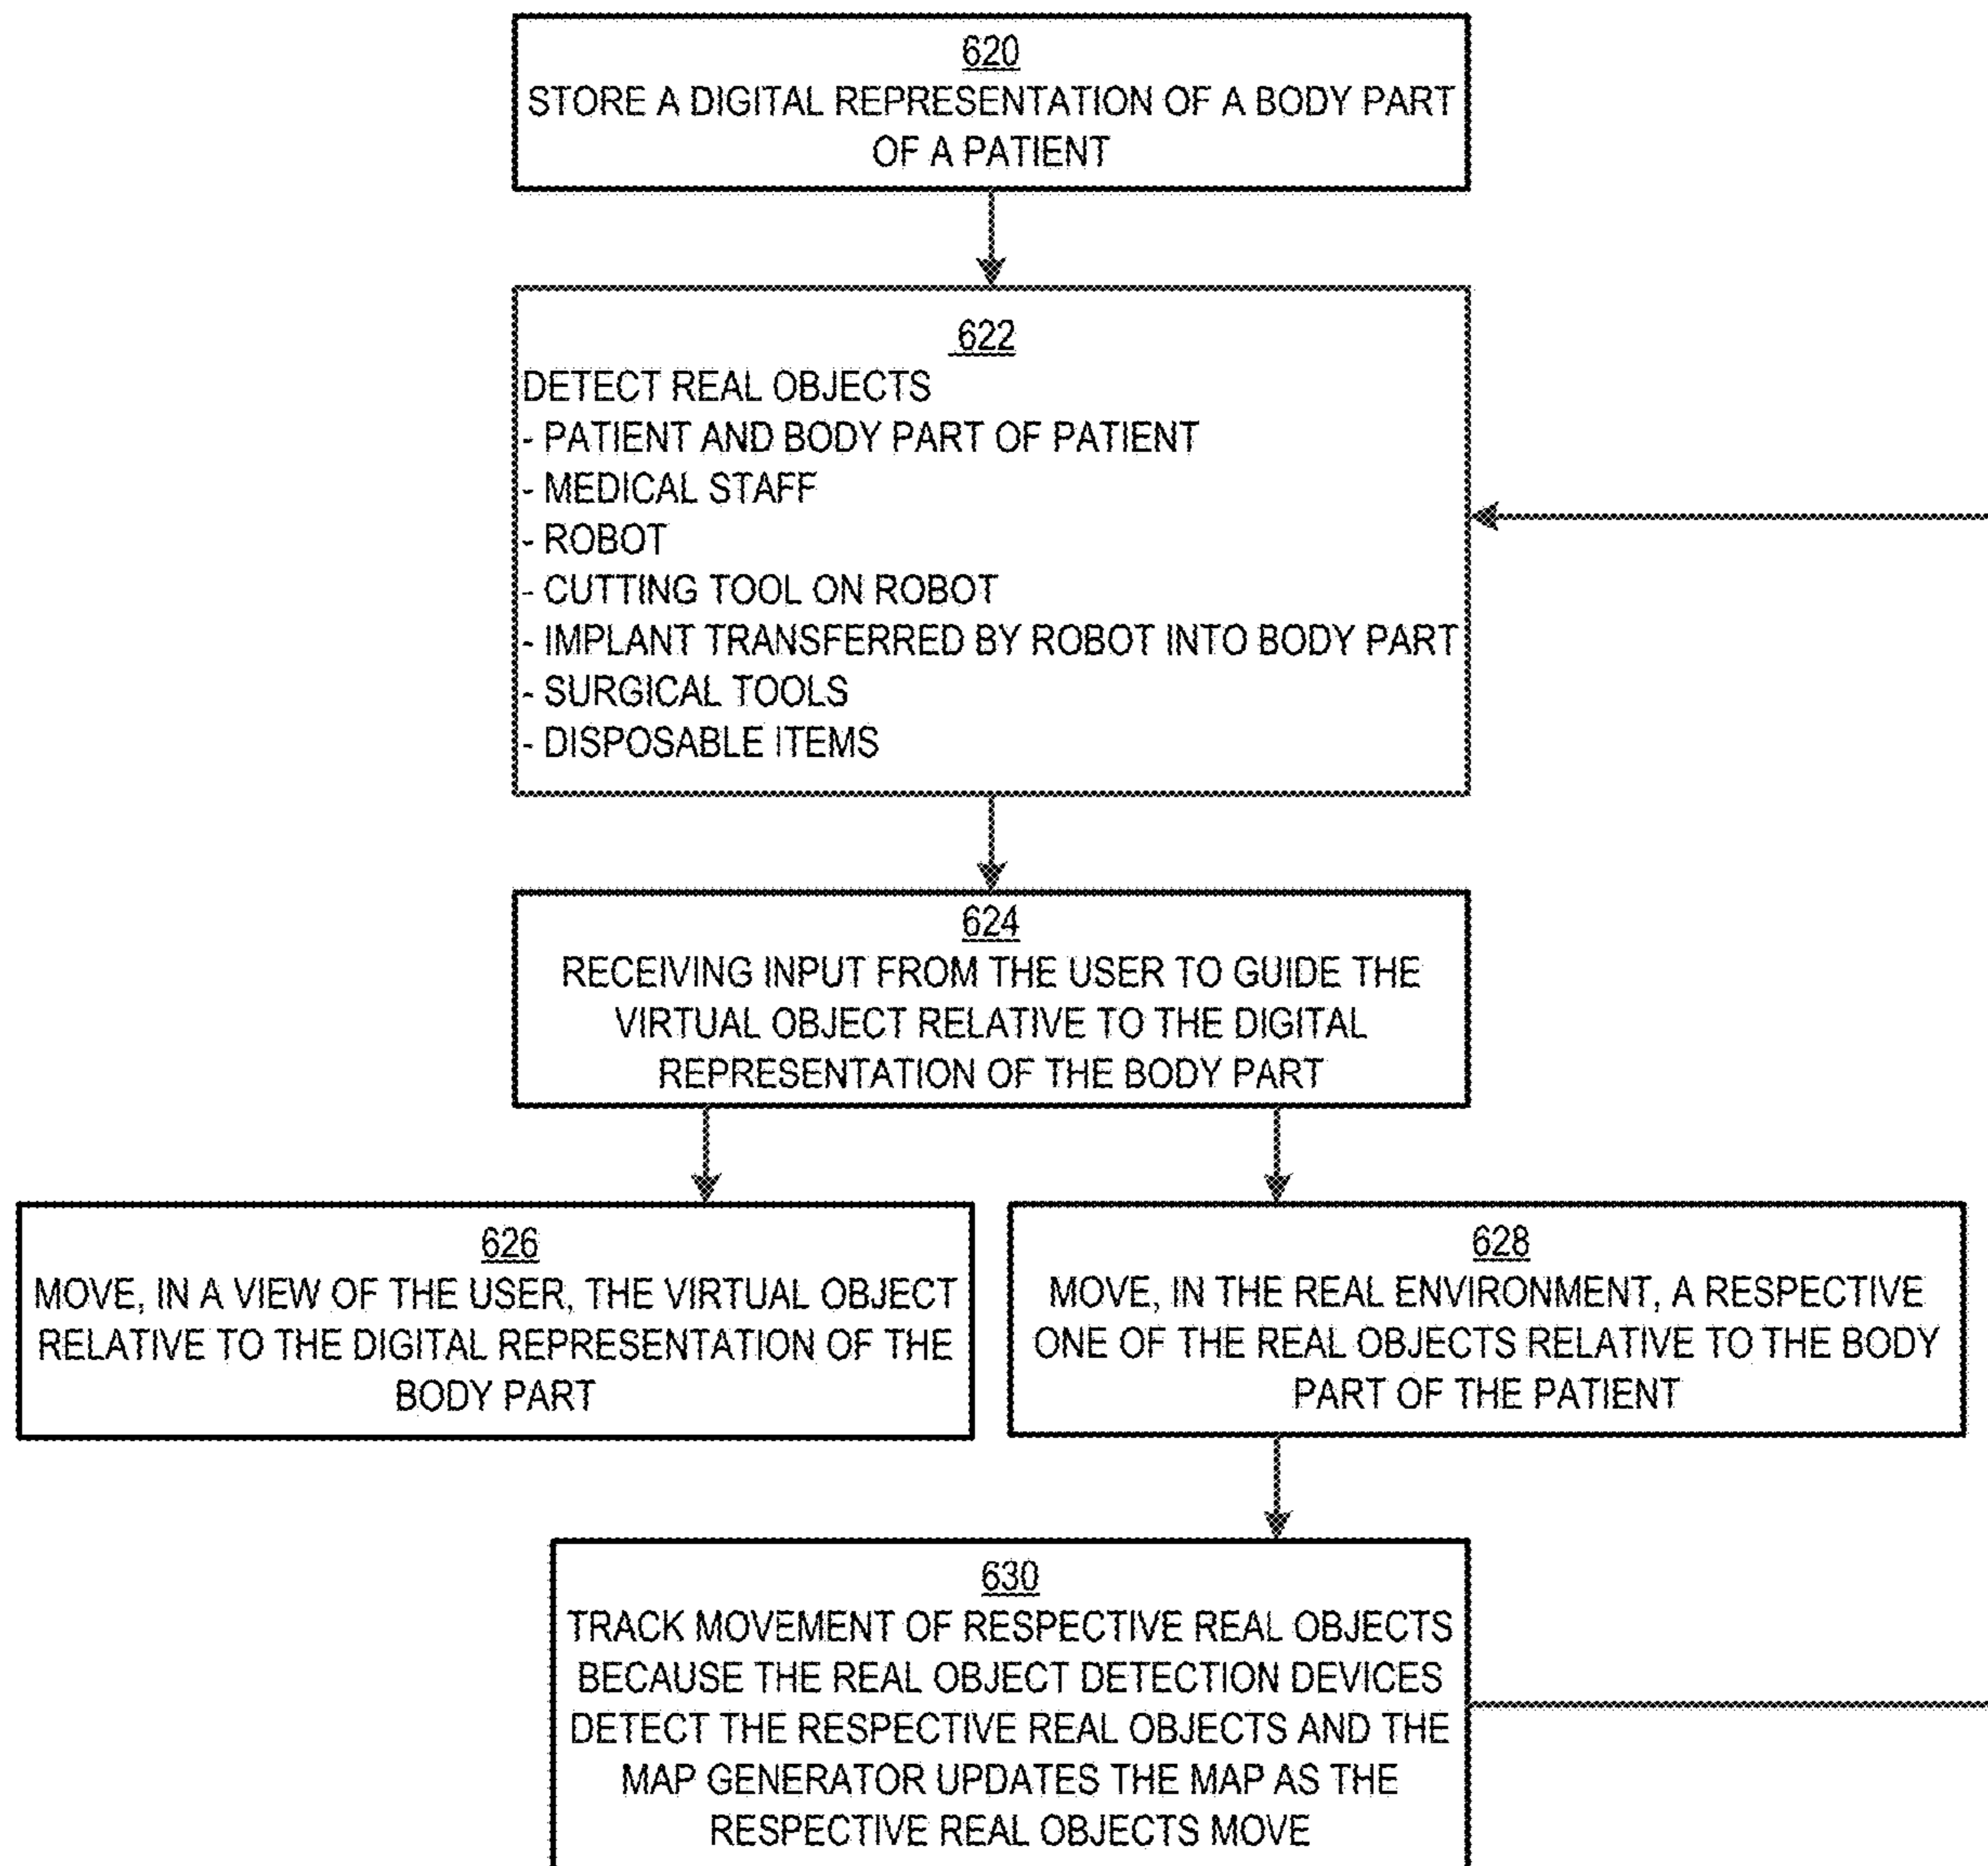 620
STORE A DIGITAL REPRESENTATION OF A BODY PART
OF A PATIENT
622
DETECT REAL OBJECTS
- PATIENT AND BODY PART OF PATIENT
- MEDICAL STAFF
- ROBOT
- CUTTING TOOL ON ROBOT
- IMPLANT TRANSFERRED BY ROBOT INTO BODY PART
- SURGICAL TOOLS
- DISPOSABLE ITEMS
624
RECEIVING INPUT FROM THE USER TO GUIDE THE
VIRTUAL OBJECT RELATIVE TO THE DIGITAL
REPRESENTATION OF THE BODY PART
626
MOVE, IN A VIEW OF THE USER, THE VIRTUAL OBJECT
RELATIVE TO THE DIGITAL REPRESENTATION OF THE
BODY PART
628
MOVE, IN THE REAL ENVIRONMENT, A RESPECTIVE
ONE OF THE REAL OBJECTS RELATIVE TO THE BODY
PART OF THE PATIENT
630
TRACK MOVEMENT OF RESPECTIVE REAL OBJECTS
BECAUSE THE REAL OBJECT DETECTION DEVICES
DETECT THE RESPECTIVE REAL OBJECTS AND THE
MAP GENERATOR UPDATES THE MAP AS THE
RESPECTIVE REAL OBJECTS MOVE